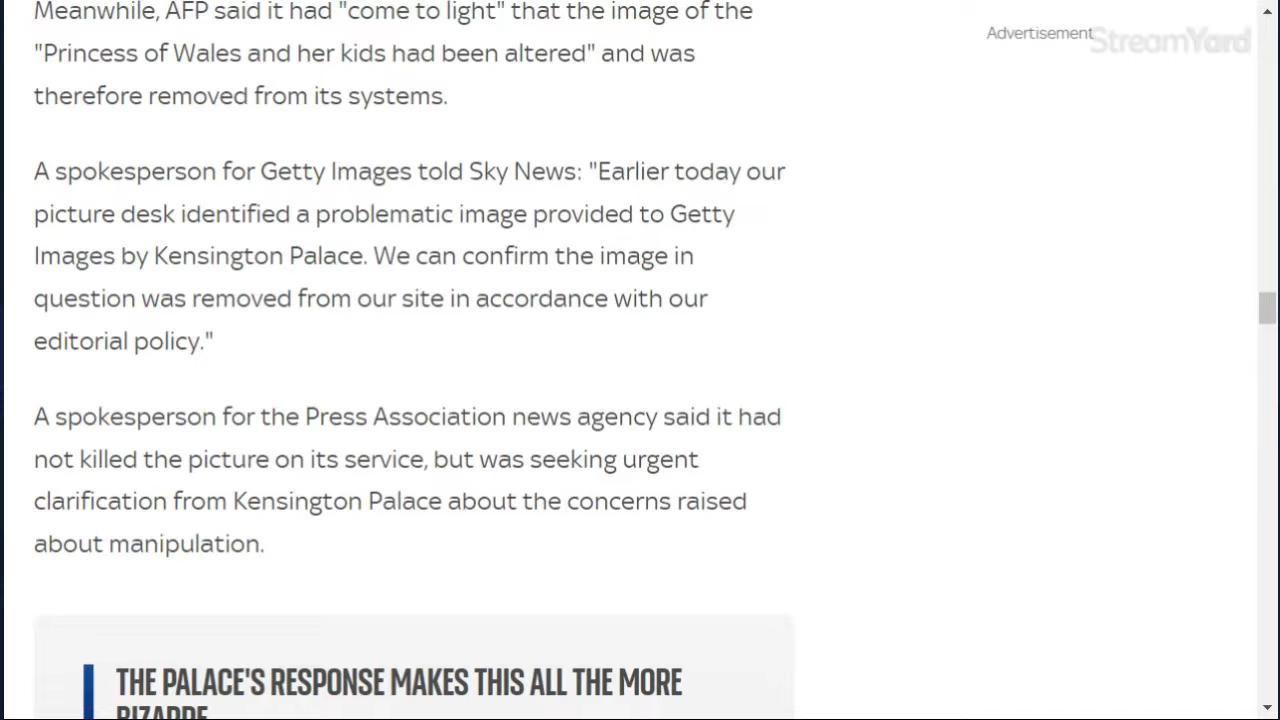 Meanwhile, AFP said it had "come to light" that the image of the
"Princess of Wales and her kids had been altered" and was
therefore removed from its systems.
Advertisement
StreamYard
A spokesperson for Getty Images told Sky News: "Earlier today our
picture desk identified a problematic image provided to Getty
Images by Kensington Palace. We can confirm the image in
question was removed from our site in accordance with our
editorial policy."
A spokesperson for the Press Association news agency said it had
not killed the picture on its service, but was seeking urgent
clarification from Kensington Palace about the concerns raised
about manipulation.
THE PALACE'S RESPONSE MAKES THIS ALL THE MORE
BIZARRE